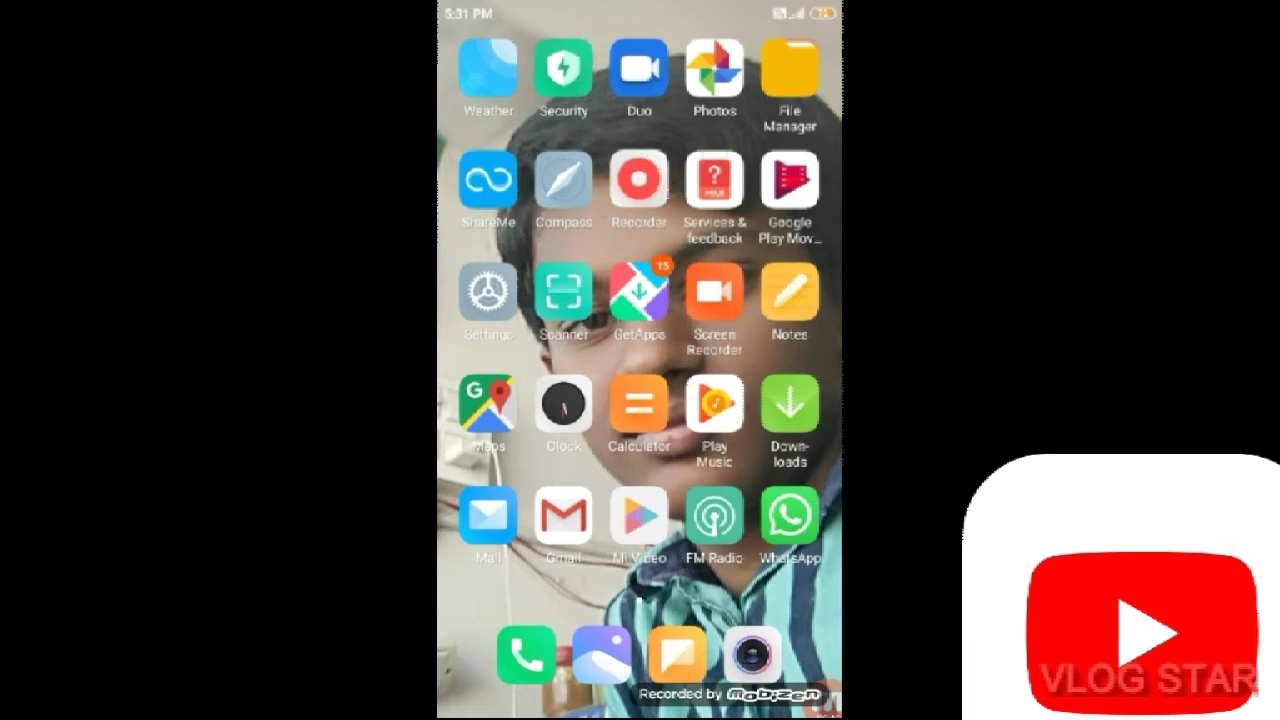 5:31 PM
Weather
Security
Duo
Photos
File
Manager
ShareMe
Compass
Recorder
Services &
feedback
Google
Play Mov...
?
MIUI
15
Settings
Scanner
GetApps
Screen
Recorder
Notes
G
Maps
Clock
Calculator
Play
Music
Down-
loads
Mail
Gmail
Mi Video
FM Radio
WhatsApp
Recorded by Mobizen
VLOG STAR